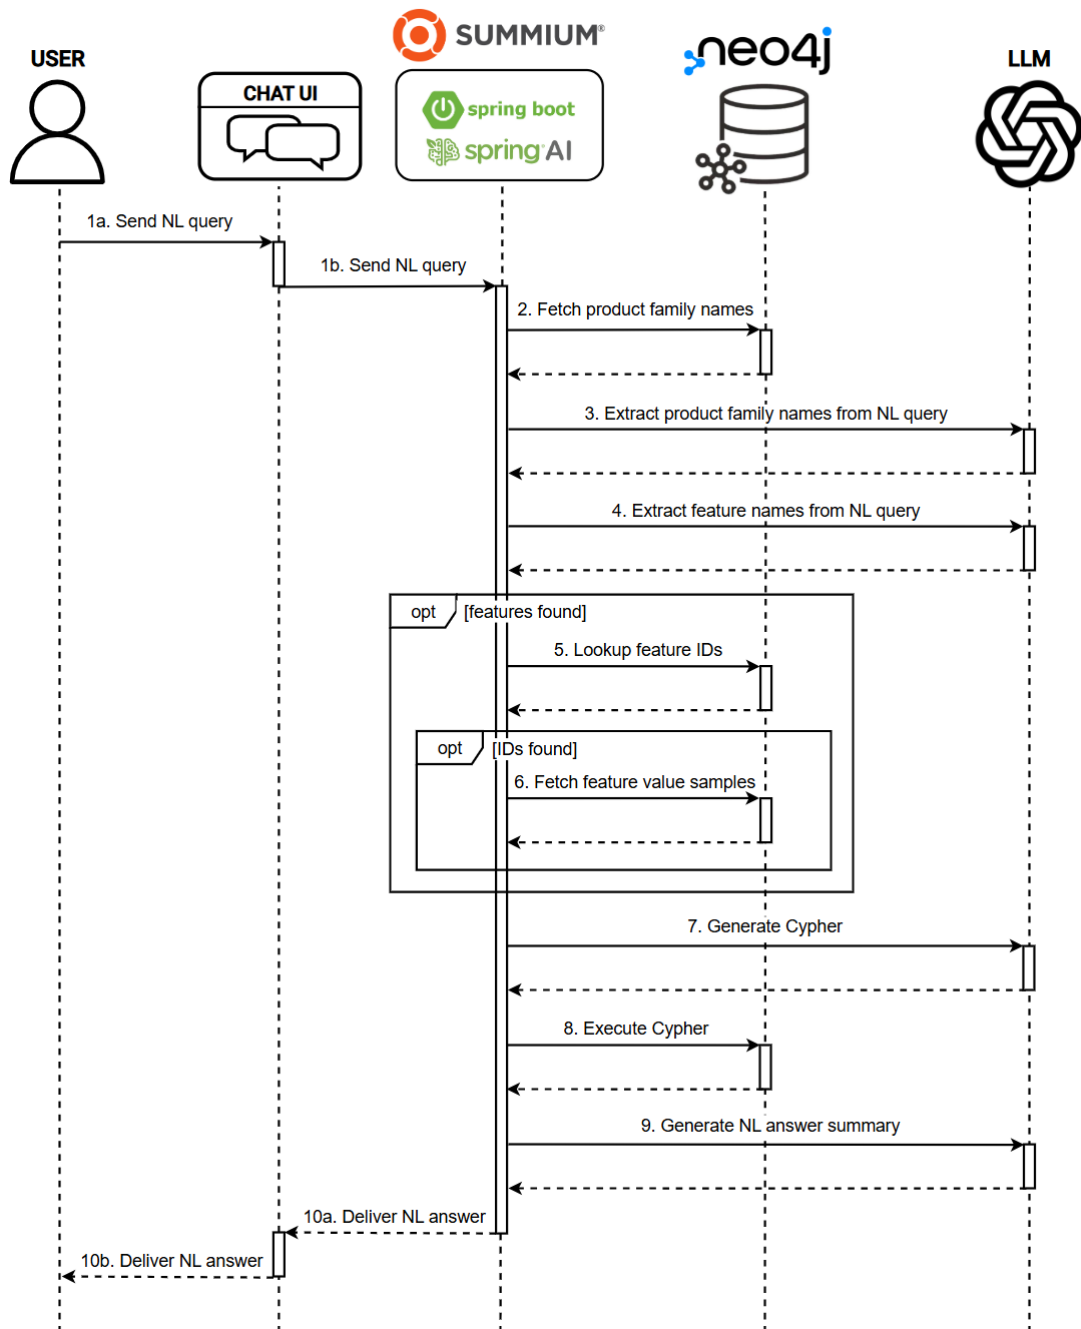 SUMMIUM®
neo4j
USER
LLM
CHAT UI
spring boot
spring AI
1a. Send NL query
1b. Send NL query
2. Fetch product family names
3. Extract product family names from NL query
4. Extract feature names from NL query
opt [features found]
5. Lookup feature IDs
opt [IDs found]
6. Fetch feature value samples
7. Generate Cypher
8. Execute Cypher
9. Generate NL answer summary
10a. Deliver NL answer
10b. Deliver NL answer